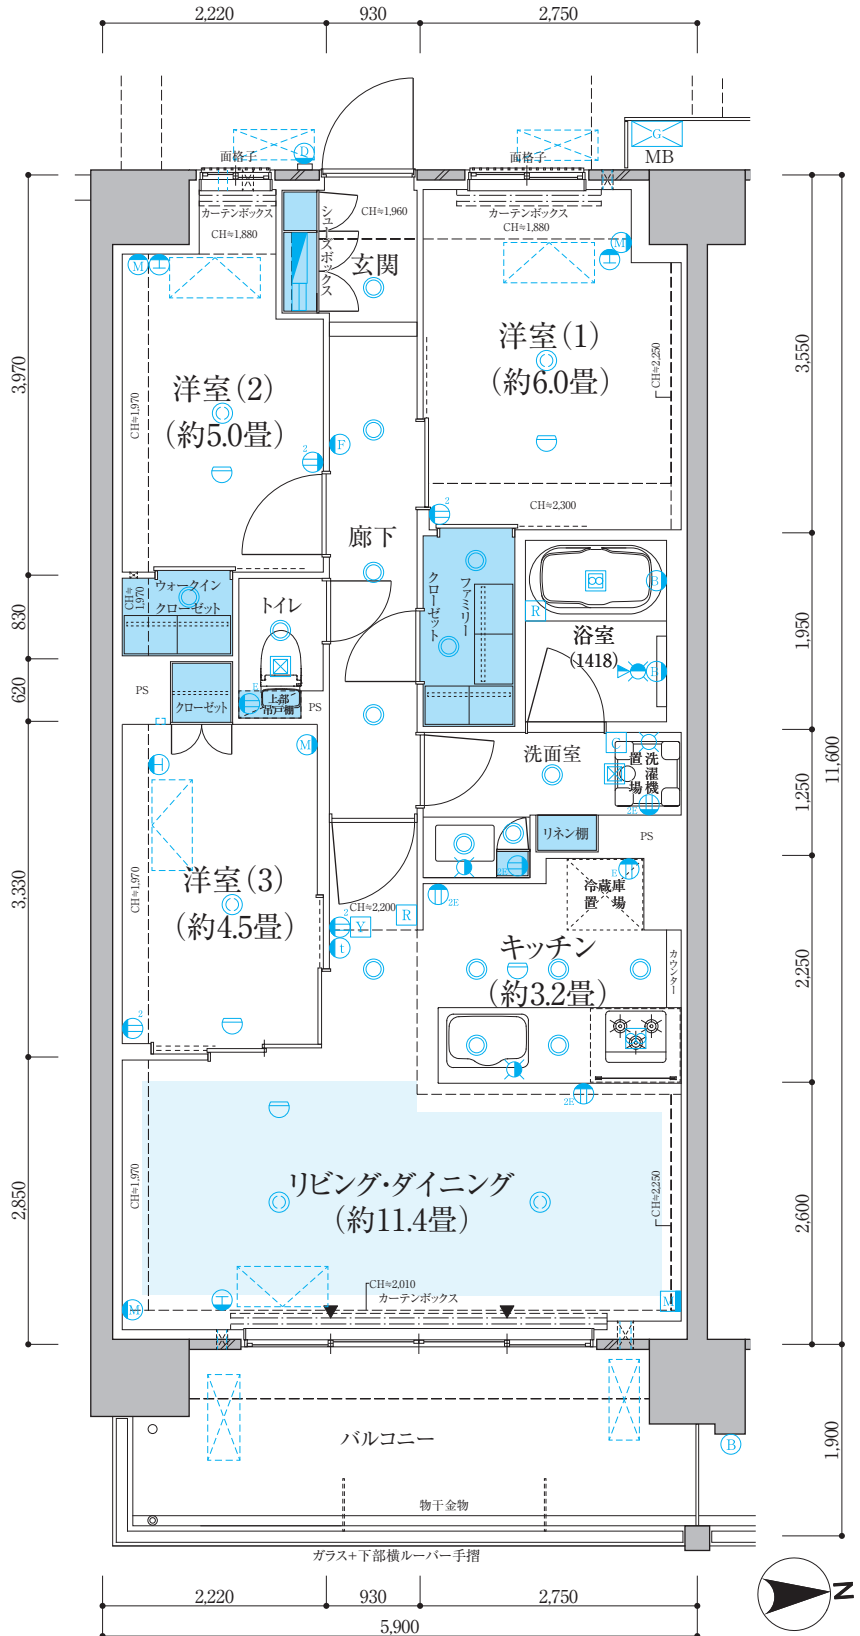 2,220 930 2,750
G
MB
D
面格子 面格子
カーテンボックス カーテンボックス
CH≒1,880 CH≒1,960 CH≒1,880
シューズボックス
玄関
M M
洋室(1)
(約6.0畳)
CH≒2,250
3,970 3,550
洋室(2)
(約5.0畳)
CH≒1,970
2 F
CH≒2,300
2
廊下
ウォークイン
クローゼット
CH≒1,970
トイレ
ファミリー
クローゼット
B
R
浴室
(1418)
B
830 1,950
620
PS
クローゼット
E
上部
吊戸棚
PS
M
洗面室
C
洗濯機
置場
2E
11,600
1,250
リネン棚
PS
2E
洋室(3)
(約4.5畳)
CH≒1,970
3,330
CH≒2,200
2E
E
冷蔵庫
置場
2 Y R
t
キッチン
(約3.2畳)
カウンター
2,250
2
2E
リビング・ダイニング
(約11.4畳)
CH≒1,970
CH≒2,250
2,850 2,600
CH≒2,010
カーテンボックス
M M
バルコニー
B
1,900
物干金物
ガラス+下部横ルーバー手摺
2,220 930 2,750
5,900
N